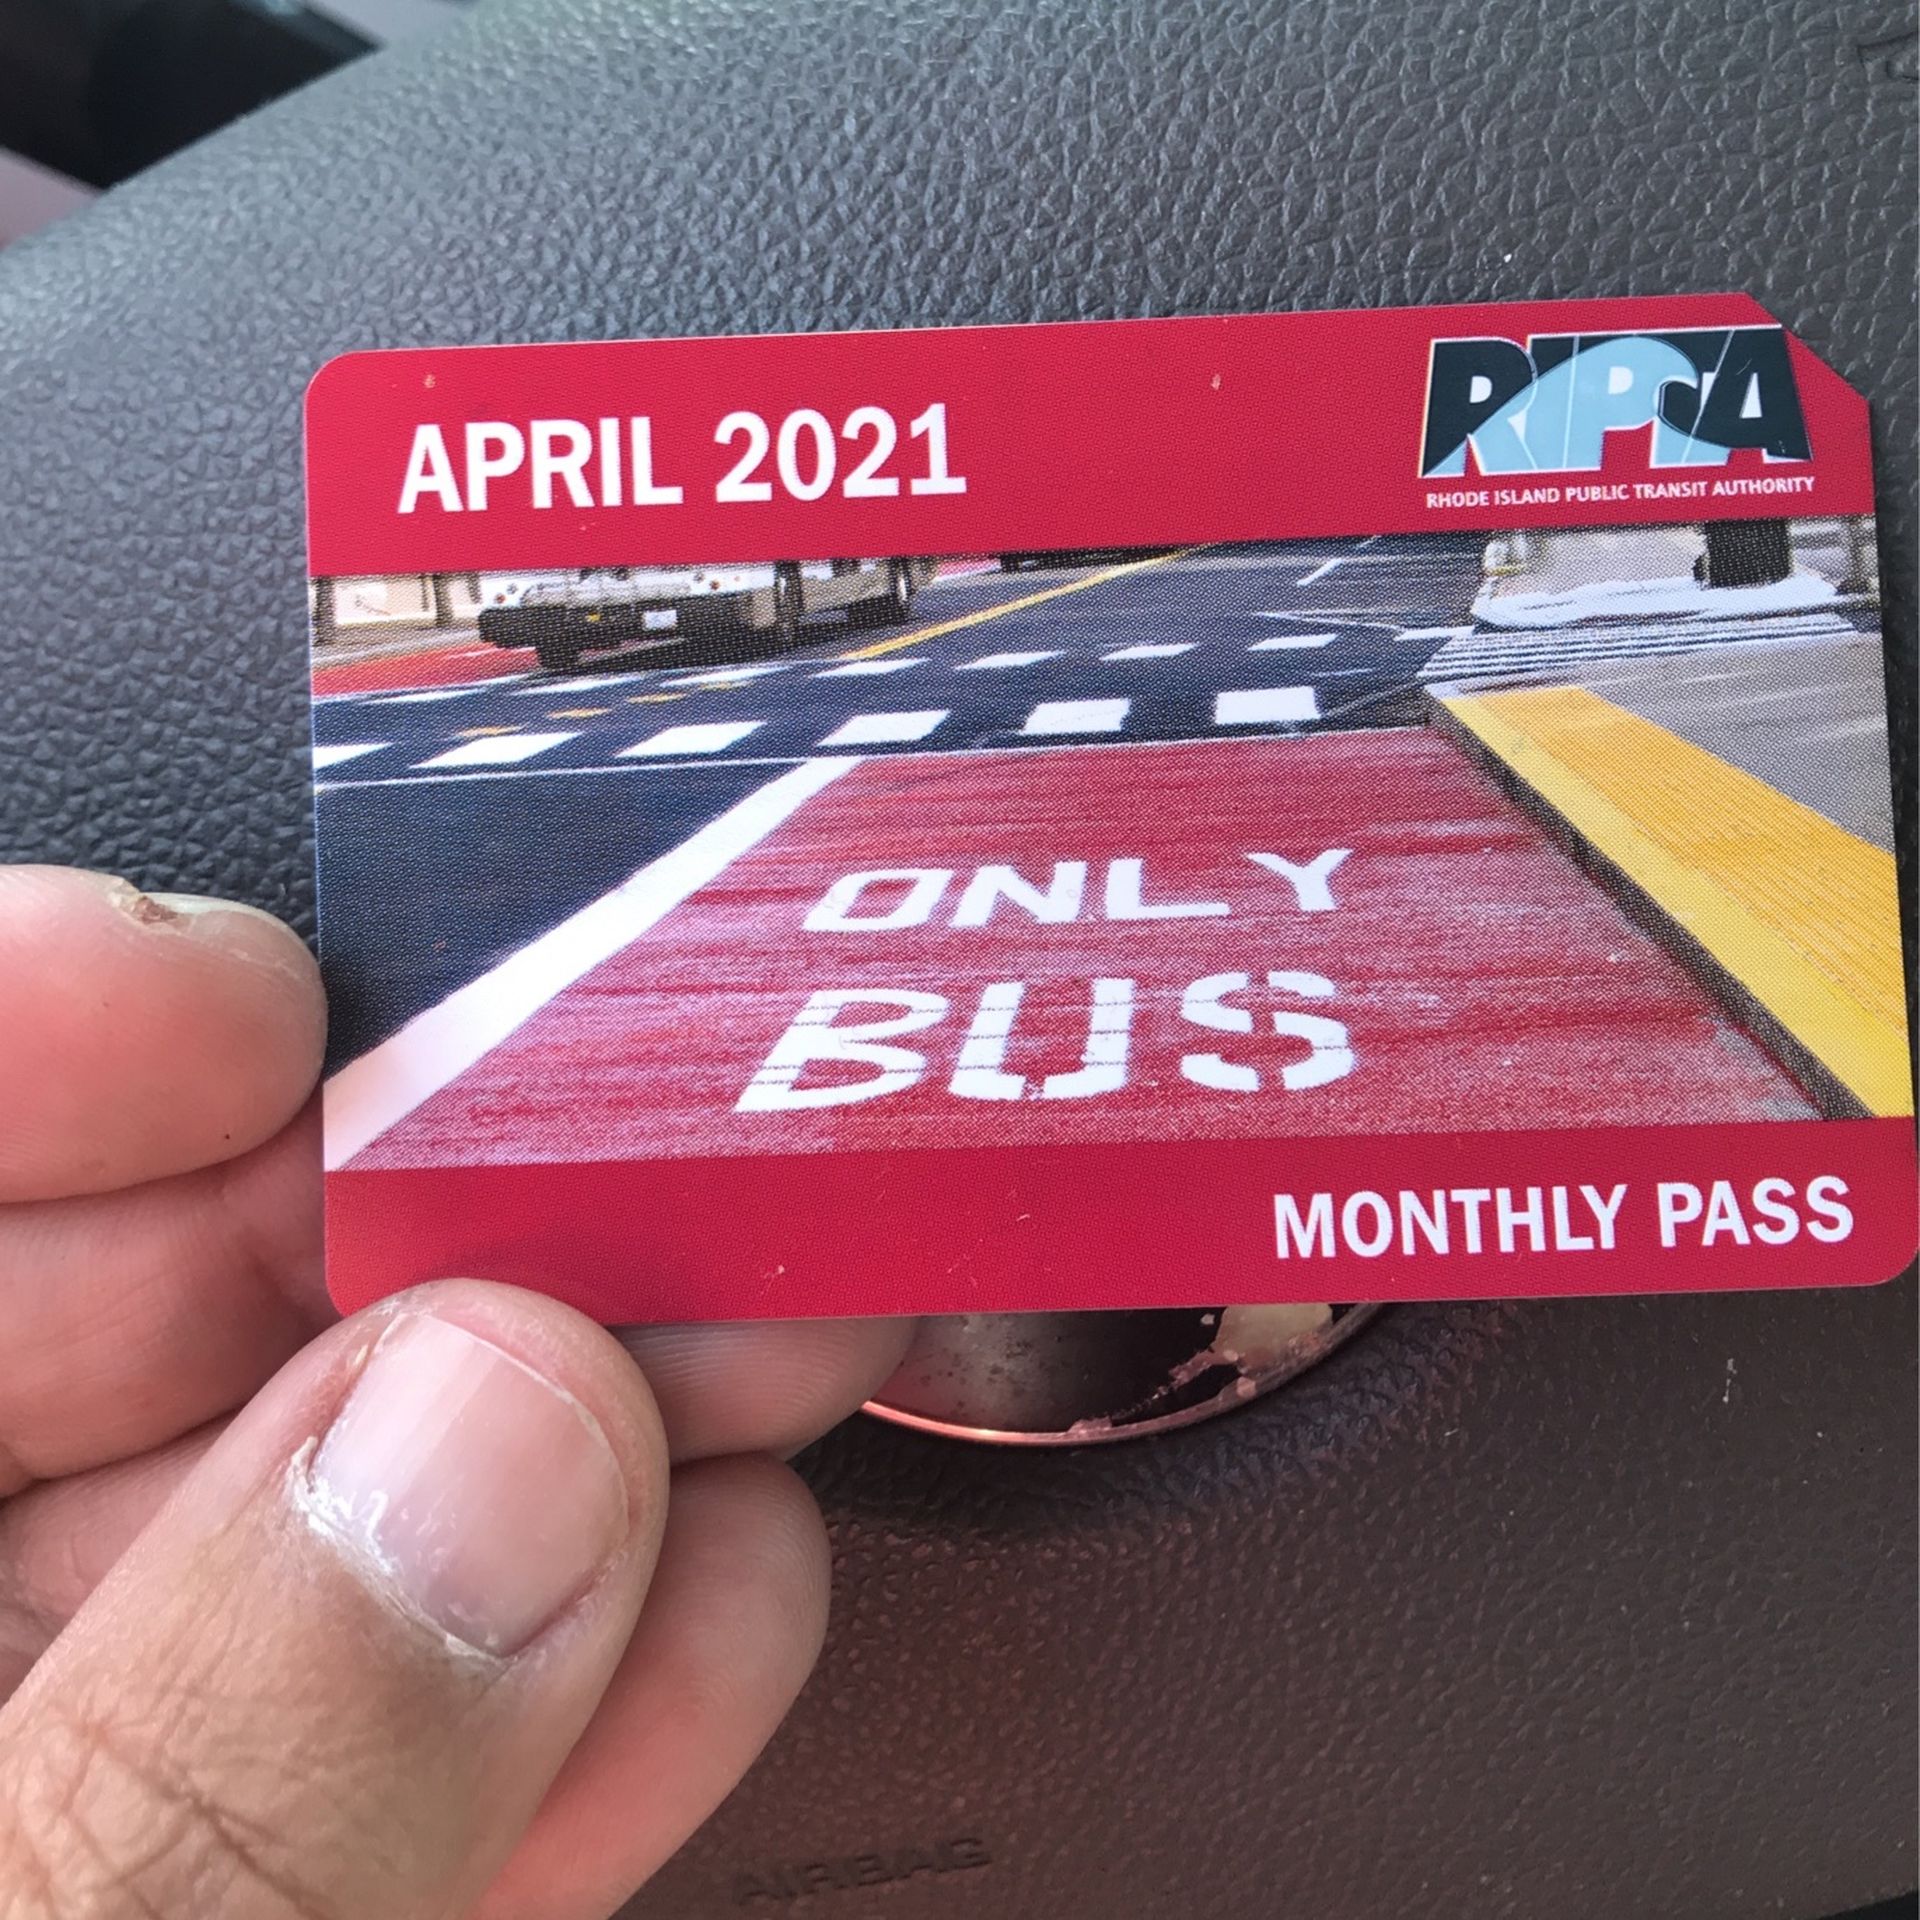 APRIL 2021
RIPTA
RHODE ISLAND PUBLIC TRANSIT AUTHORITY
ONLY
BUS
MONTHLY PASS
AIRBAG